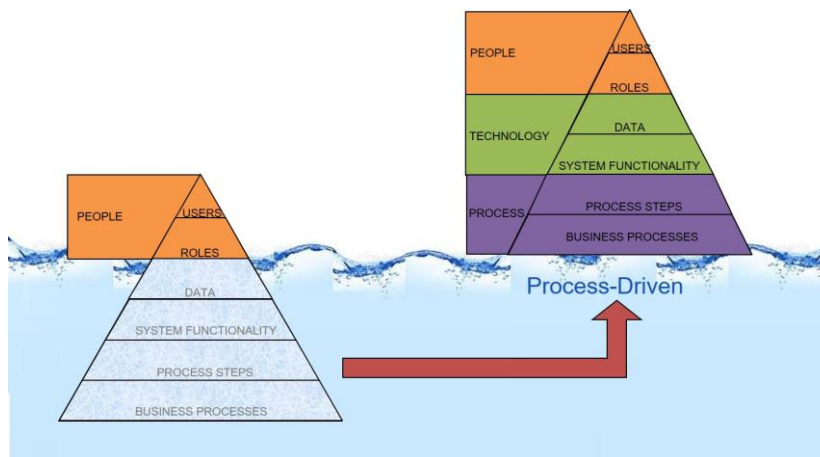 PEOPLE
USERS
ROLES
DATA
SYSTEM FUNCTIONALITY
PROCESS STEPS
BUSINESS PROCESSES
PEOPLE
USERS
ROLES
TECHNOLOGY
DATA
SYSTEM FUNCTIONALITY
PROCESS
PROCESS STEPS
BUSINESS PROCESSES
Process-Driven